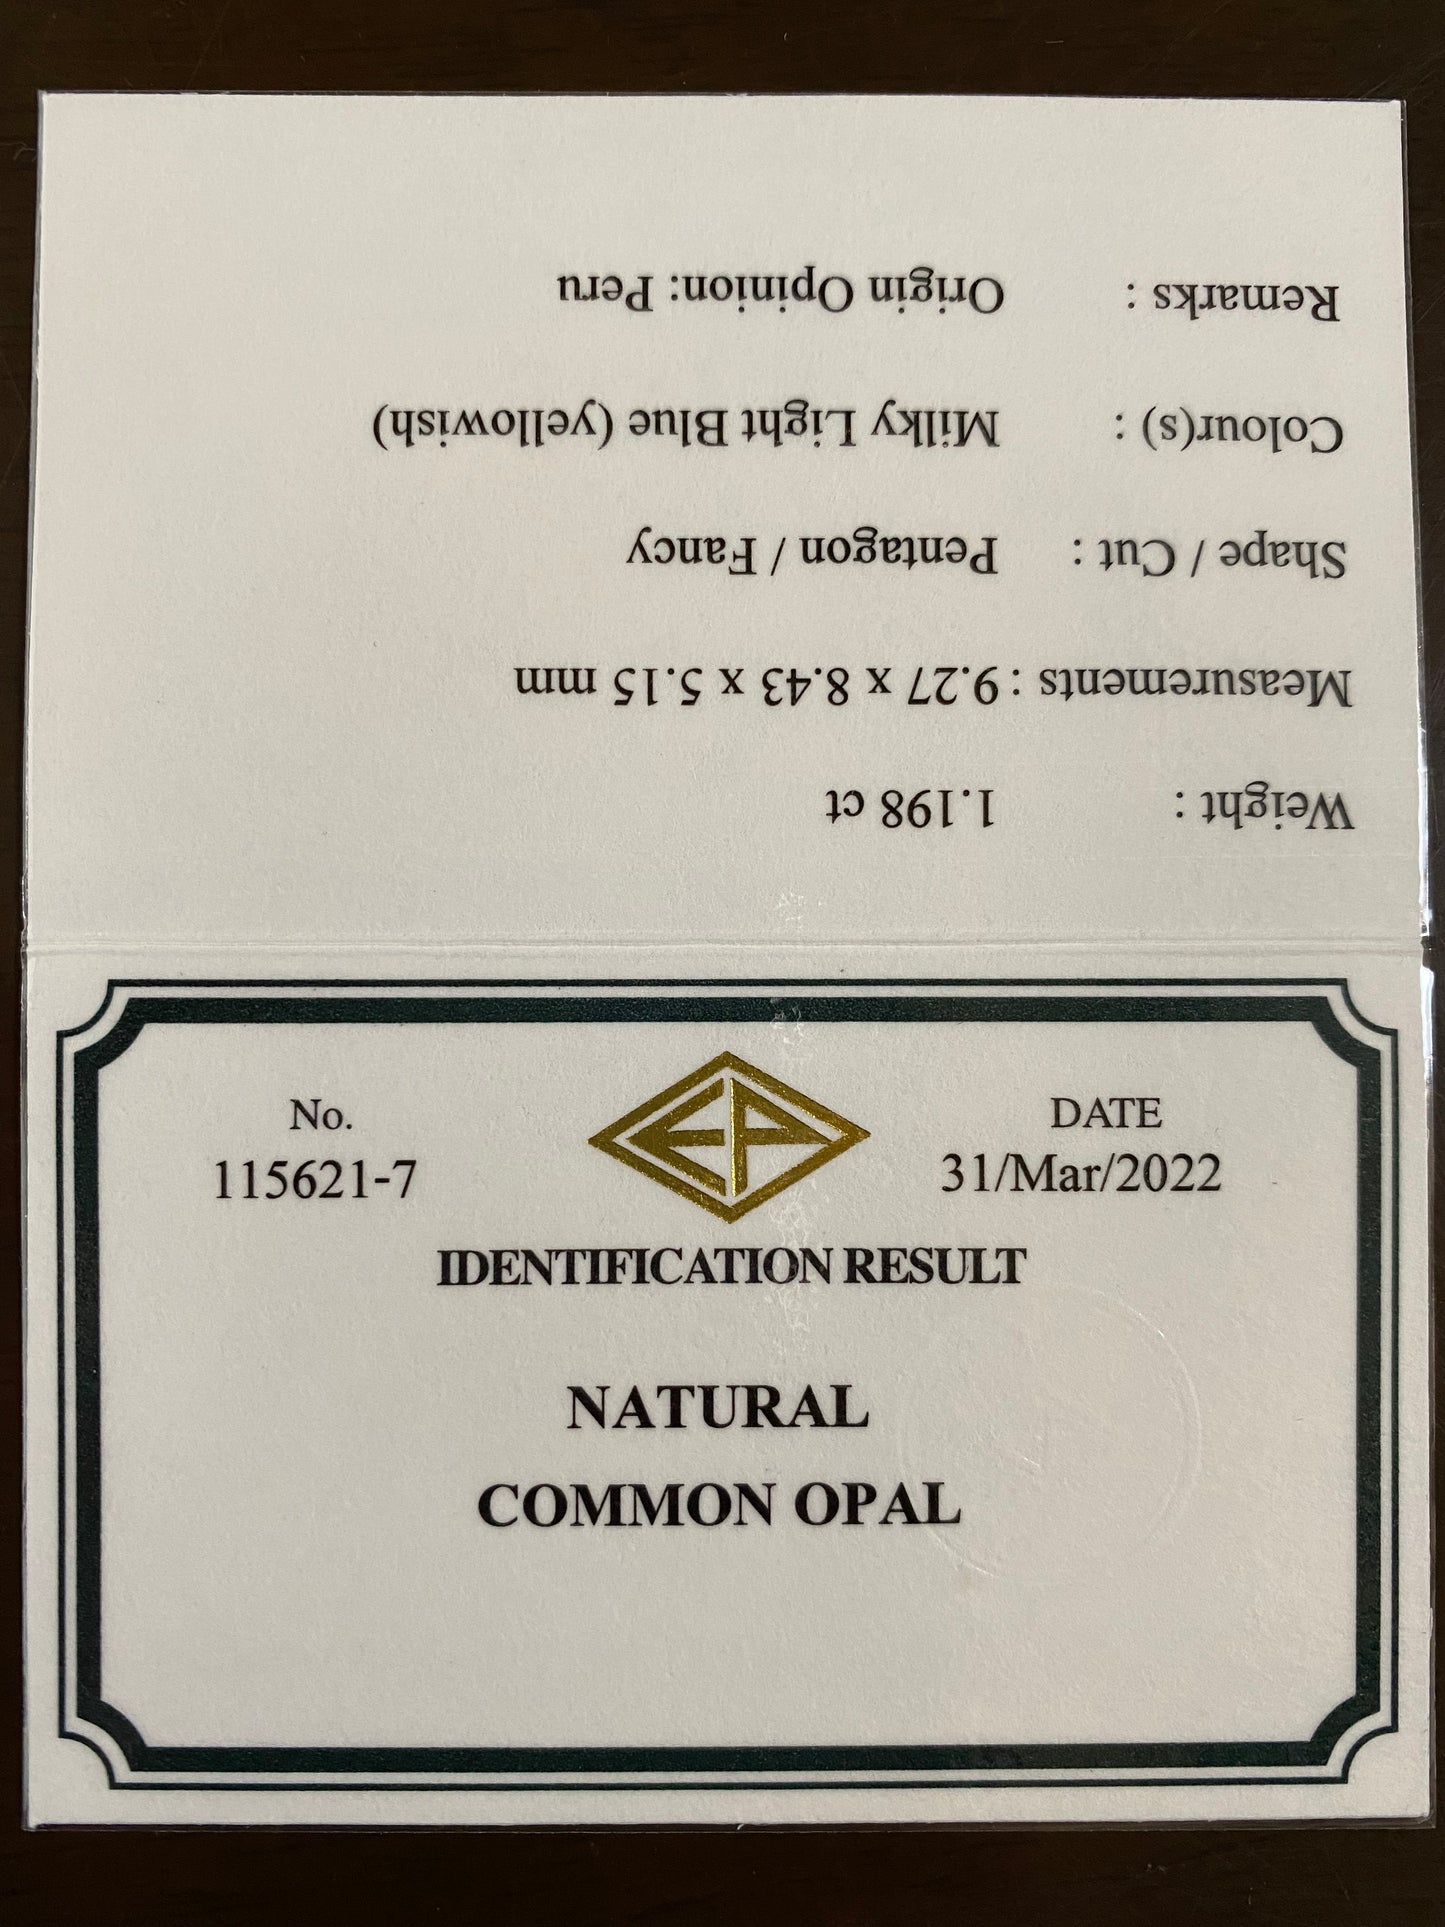 No.
115621-7
EP
DATE
31/Mar/2022
IDENTIFICATION RESULT
NATURAL
COMMON OPAL
Weight : 1.198 ct
Measurements : 9.27 x 8.43 x 5.15 mm
Shape / Cut : Pentagon / Fancy
Colour(s) : Milky Light Blue (yellowish)
Remarks : Origin Opinion: Peru